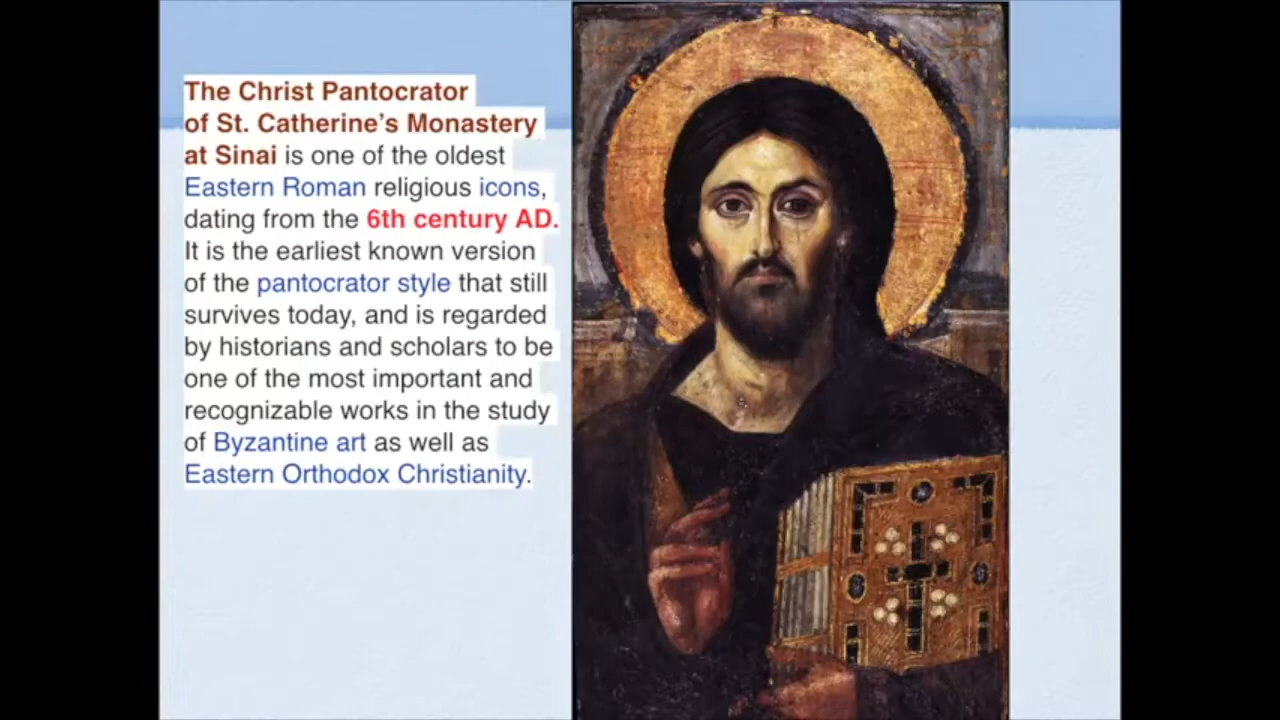 The Christ Pantocrator
of St. Catherine’s Monastery
at Sinai is one of the oldest
Eastern Roman religious icons,
dating from the 6th century AD.
It is the earliest known version
of the pantocrator style that still
survives today, and is regarded
by historians and scholars to be
one of the most important and
recognizable works in the study
of Byzantine art as well as
Eastern Orthodox Christianity.